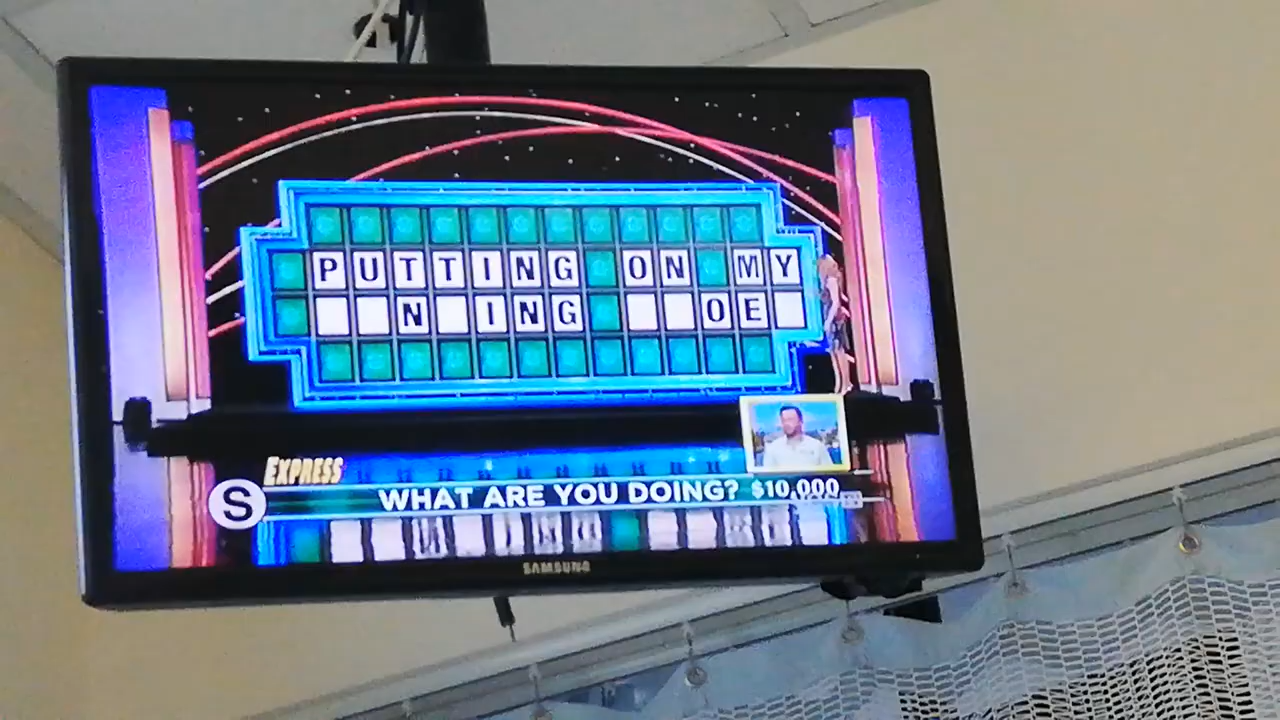 PUTTING ON MY
N ING OE
EXPRESS
S WHAT ARE YOU DOING? $10,000
SAMSUNG